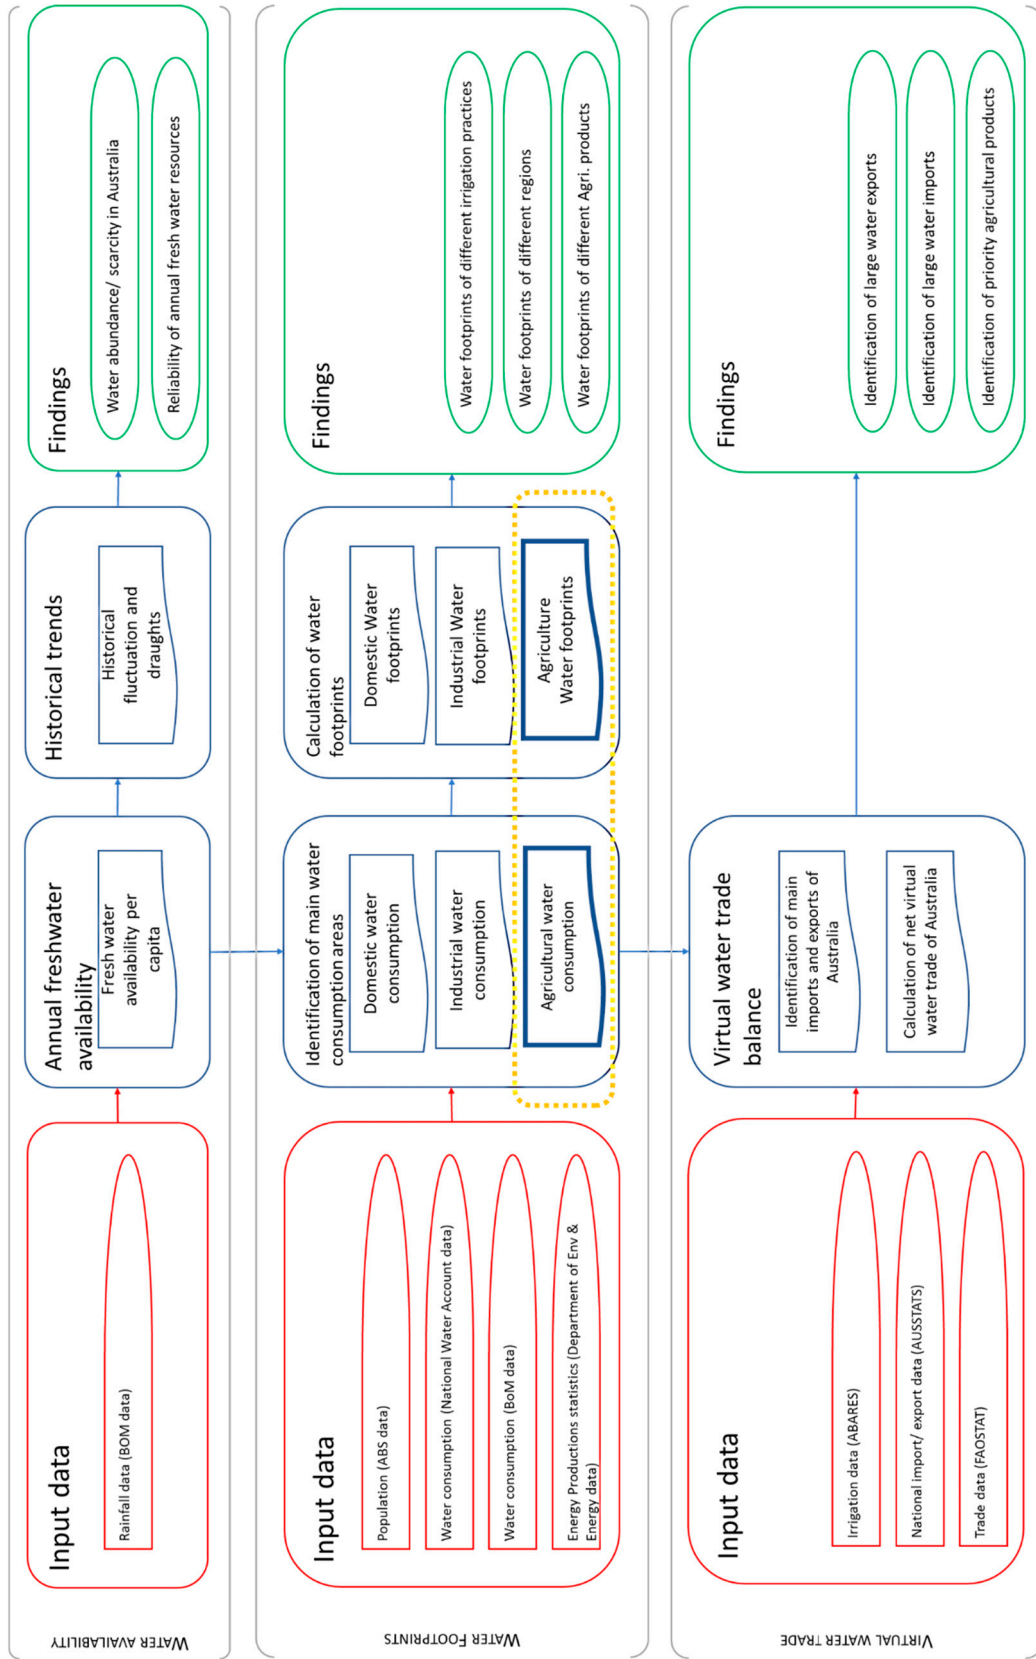 WATER AVAILABILITY
Input data
Rainfall data (BOM data)
Annual freshwater
availability
Fresh water
availability per
capita
Historical trends
Historical
fluctuation and
draughts
Findings
Water abundance/ scarcity in Australia
Reliability of annual fresh water resources
WATER FOOTPRINTS
Input data
Population (ABS data)
Water consumption (National Water Account data)
Water consumption (BoM data)
Energy Productions statistics (Department of Env &
Energy data)
Identification of main water
consumption areas
Domestic water
consumption
Industrial water
consumption
Agricultural water
consumption
Calculation of water
footprints
Domestic Water
footprints
Industrial Water
footprints
Agriculture
Water footprints
Findings
Water footprints of different irrigation practices
Water footprints of different regions
Water footprints of different Agri. products
VIRTUAL WATER TRADE
Input data
Irrigation data (ABARES)
National import/ export data (AUSSTATS)
Trade data (FAOSTAT)
Virtual water trade
balance
Identification of main
imports and exports of
Australia
Calculation of net virtual
water trade of Australia
Findings
Identification of large water exports
Identification of large water imports
Identification of priority agricultural products